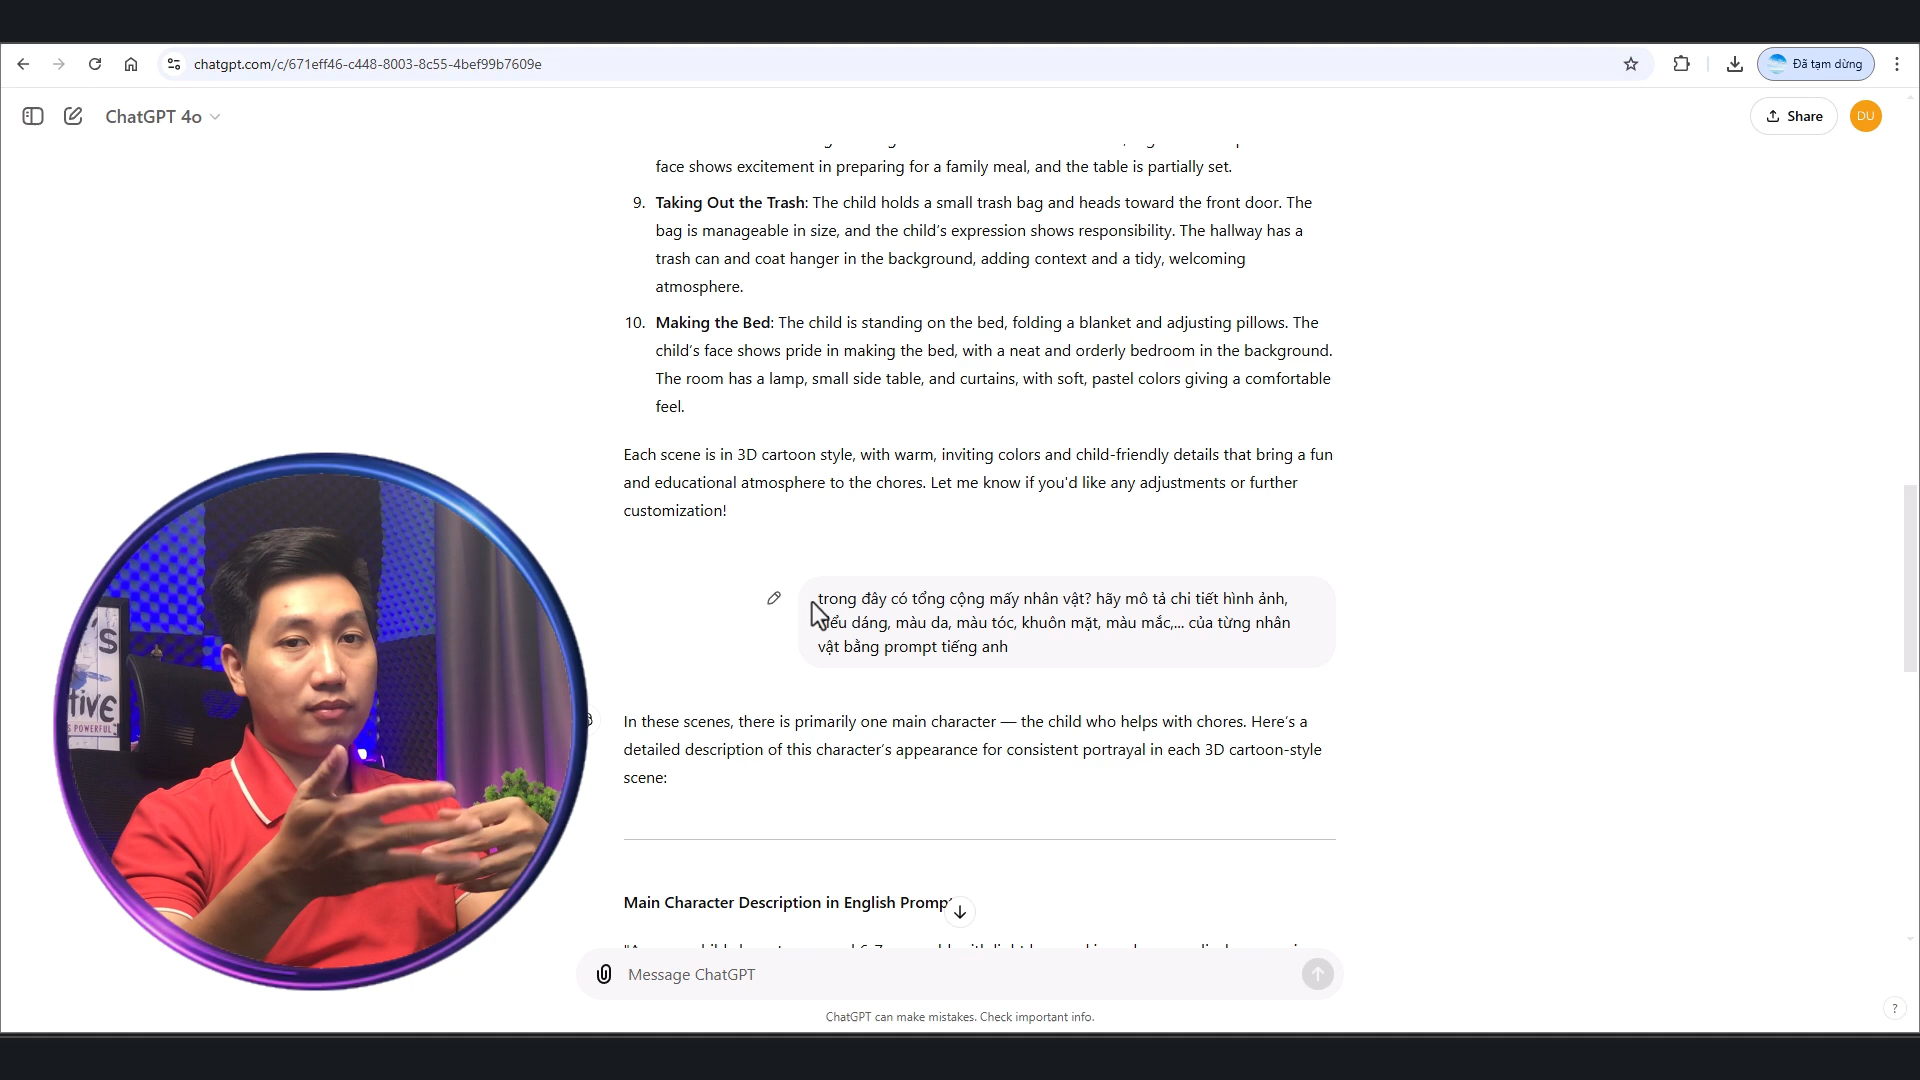 chatgpt.com/c/671eff46-c448-8003-8c55-4bef99b7609e
Đã tạm dừng
ChatGPT 4o
Share
DU
face shows excitement in preparing for a family meal, and the table is partially set.
9. Taking Out the Trash: The child holds a small trash bag and heads toward the front door. The
bag is manageable in size, and the child's expression shows responsibility. The hallway has a
trash can and coat hanger in the background, adding context and a tidy, welcoming
atmosphere.
10. Making the Bed: The child is standing on the bed, folding a blanket and adjusting pillows. The
child's face shows pride in making the bed, with a neat and orderly bedroom in the background.
The room has a lamp, small side table, and curtains, with soft, pastel colors giving a comfortable
feel.
Each scene is in 3D cartoon style, with warm, inviting colors and child-friendly details that bring a fun
and educational atmosphere to the chores. Let me know if you'd like any adjustments or further
customization!
trong đây có tổng cộng mấy nhân vật? hãy mô tả chi tiết hình ảnh,
dáng, màu da, màu tóc, khuôn mặt, màu mắc,... của từng nhân
vật bằng prompt tiếng anh
In these scenes, there is primarily one main character — the child who helps with chores. Here's a
detailed description of this character's appearance for consistent portrayal in each 3D cartoon-style
scene:
Main Character Description in English Prompt
Message ChatGPT
ChatGPT can make mistakes. Check important info.
?
'S
tive
S POWERFUL